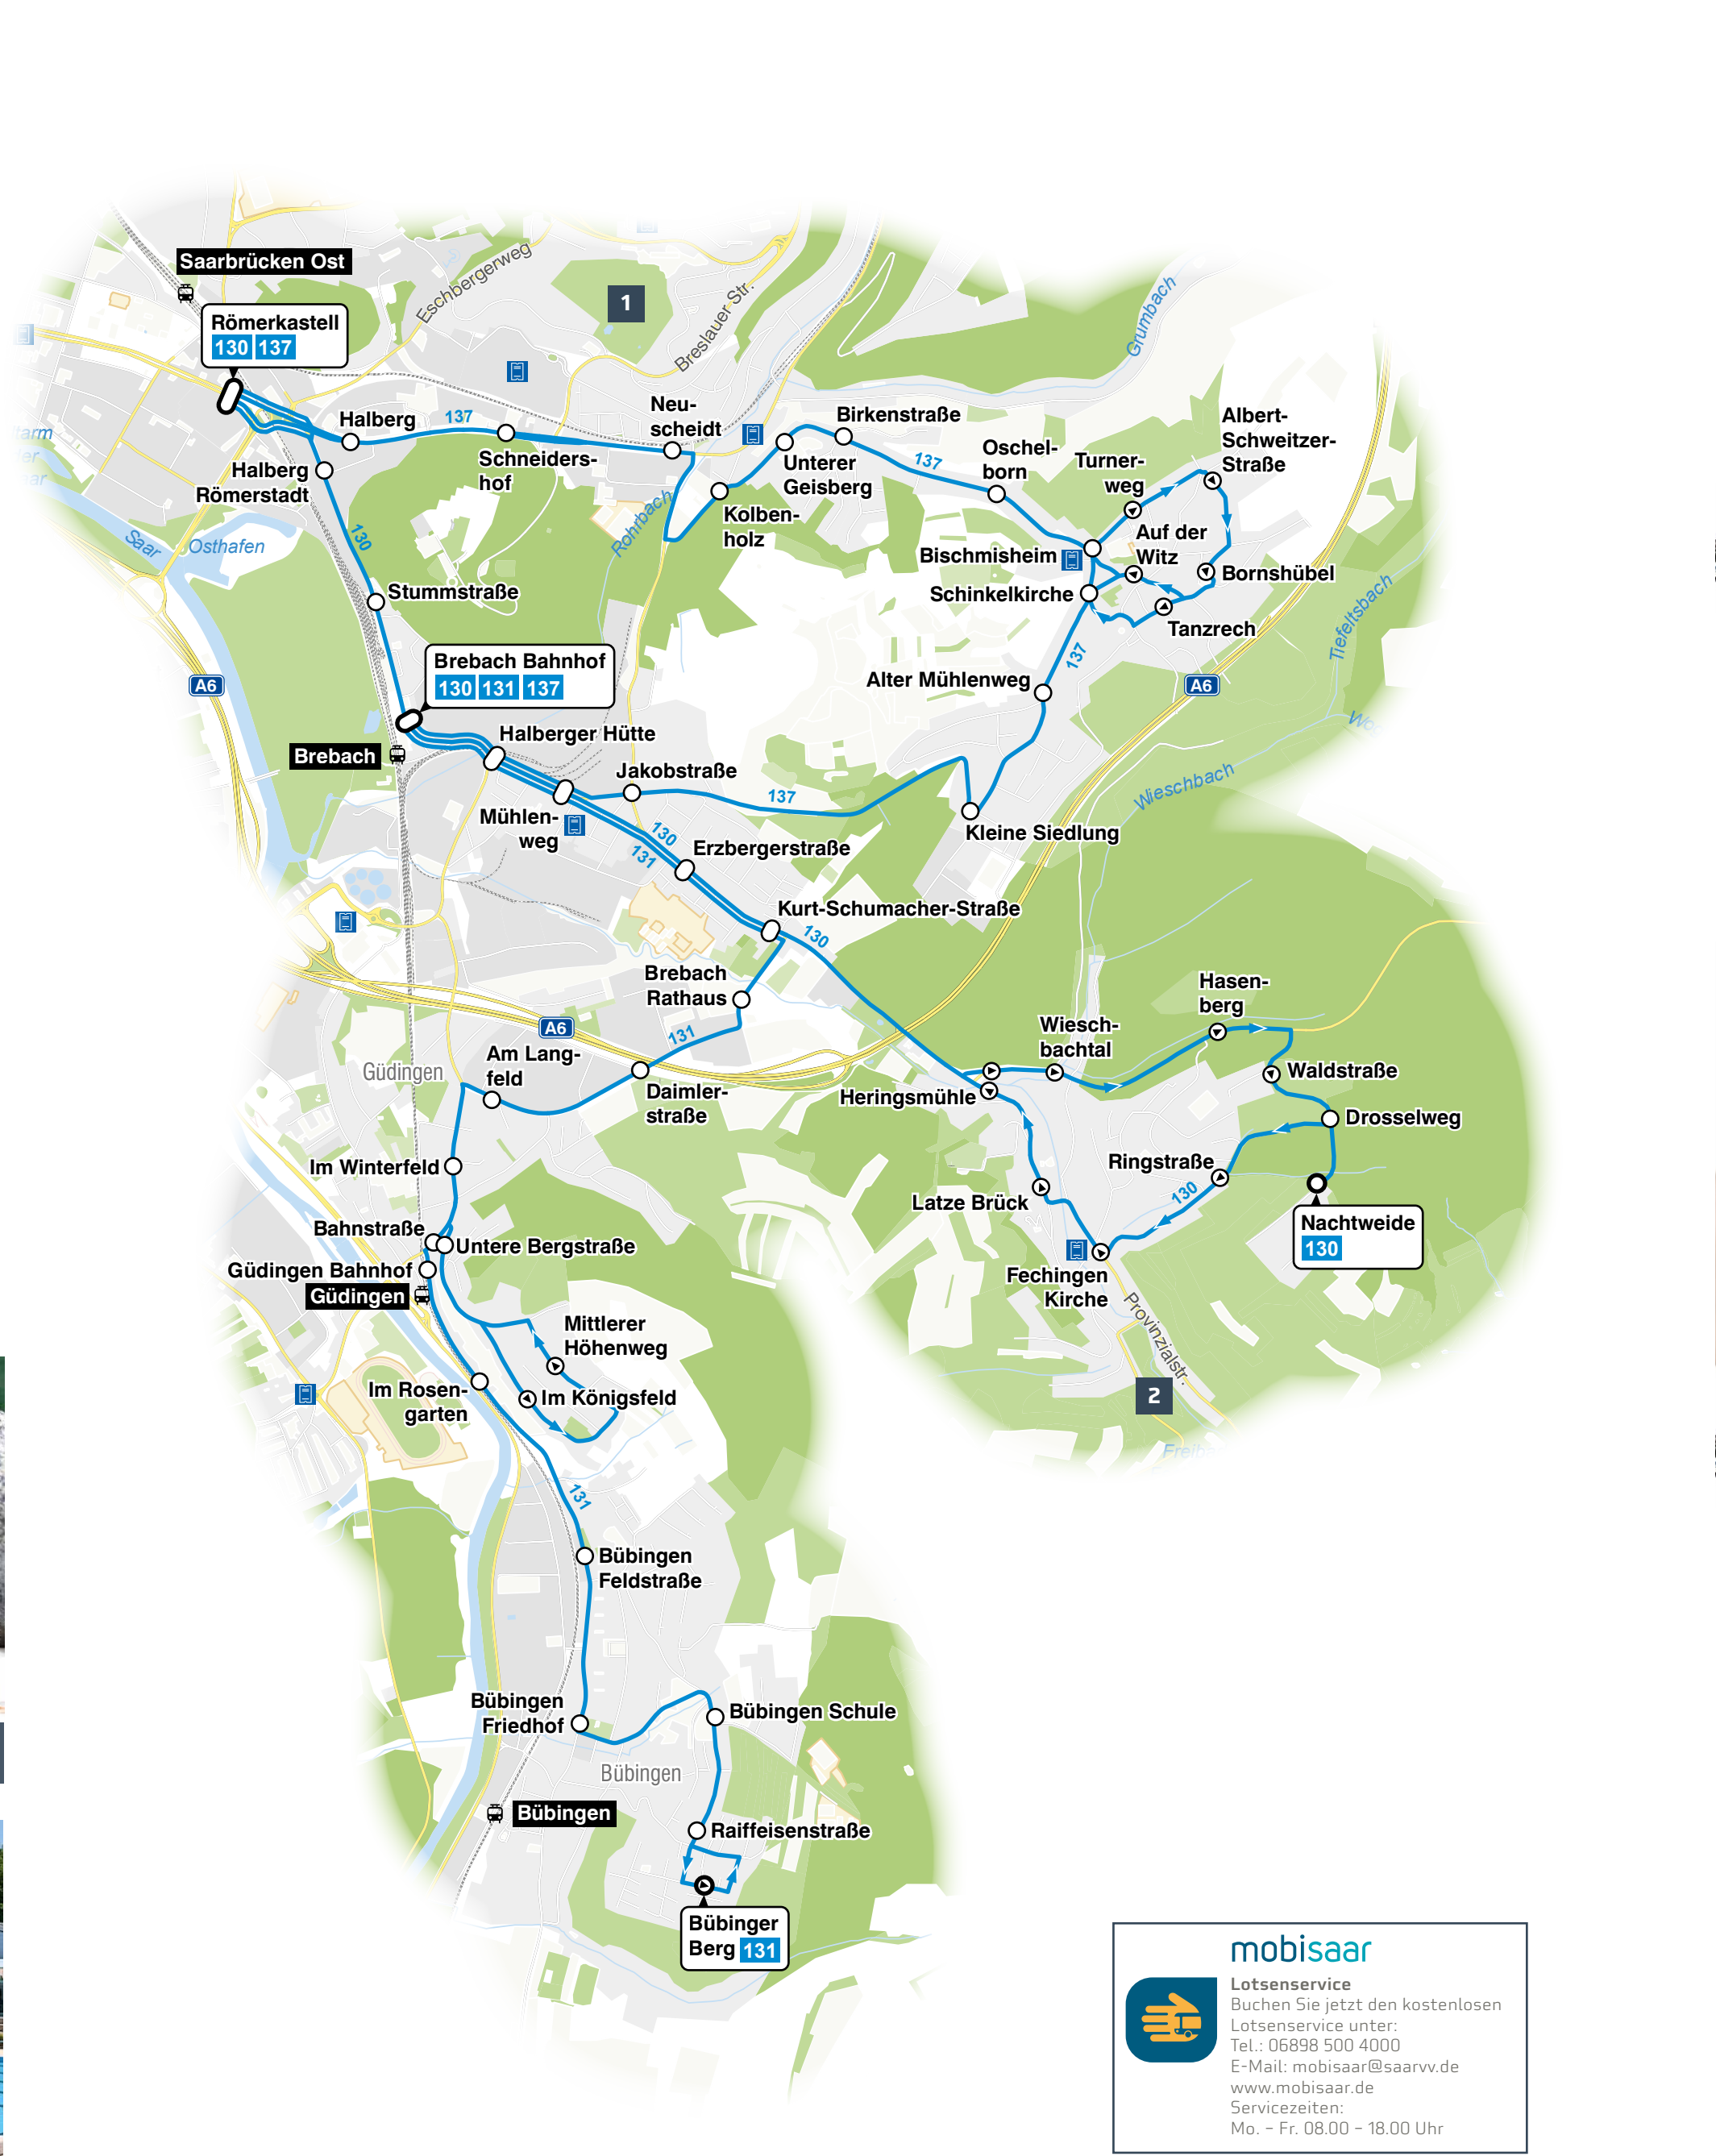 Saarbrücken Ost
Eschbergerweg
1
Breslauer Str.
Grumbach
Römerkastell
130 137
Halberg
137
Neu-
scheidt
Birkenstraße
Albert-
Schweitzer-
Straße
Schneiders-
hof
Unterer
Geisberg
137
Oschel-
born
Turner-
weg
Halberg
Römerstadt
Kolben-
holz
Rohrbach
Auf der
Witz
130
Saar
Osthafen
Bischmisheim
Bornshübel
Schinkelkirche
Stummstraße
Tanzrech
Tiefeltsbach
137
Brebach Bahnhof
130 131 137
Alter Mühlenweg
A6
A6
Brebach
Halberger Hütte
Jakobstraße
137
Wieschbach
Mühlen-
weg
130
131
Erzbergerstraße
Kleine Siedlung
Kurt-Schumacher-Straße
130
Brebach
Rathaus
Hasen-
berg
A6
131
Wiesch-
bachtal
Güdingen
Am Lang-
feld
Daimler-
straße
Heringsmühle
Waldstraße
Drosselweg
Im Winterfeld
Ringstraße
130
Latze Brück
Nachtweide
130
Bahnstraße
Untere Bergstraße
Güdingen Bahnhof
Güdingen
Fechingen
Kirche
Provinzialstr.
Mittlerer
Höhenweg
Im Rosen-
garten
Im Königsfeld
2
131
Bübingen
Feldstraße
Bübingen
Friedhof
Bübingen Schule
Bübingen
Bübingen
Raiffeisenstraße
Bübinger
Berg 131
mobisaar
Lotsenservice
Buchen Sie jetzt den kostenlosen
Lotsenservice unter:
Tel.: 06898 500 4000
E-Mail: mobisaar@saarvv.de
www.mobisaar.de
Servicezeiten:
Mo. – Fr. 08.00 – 18.00 Uhr